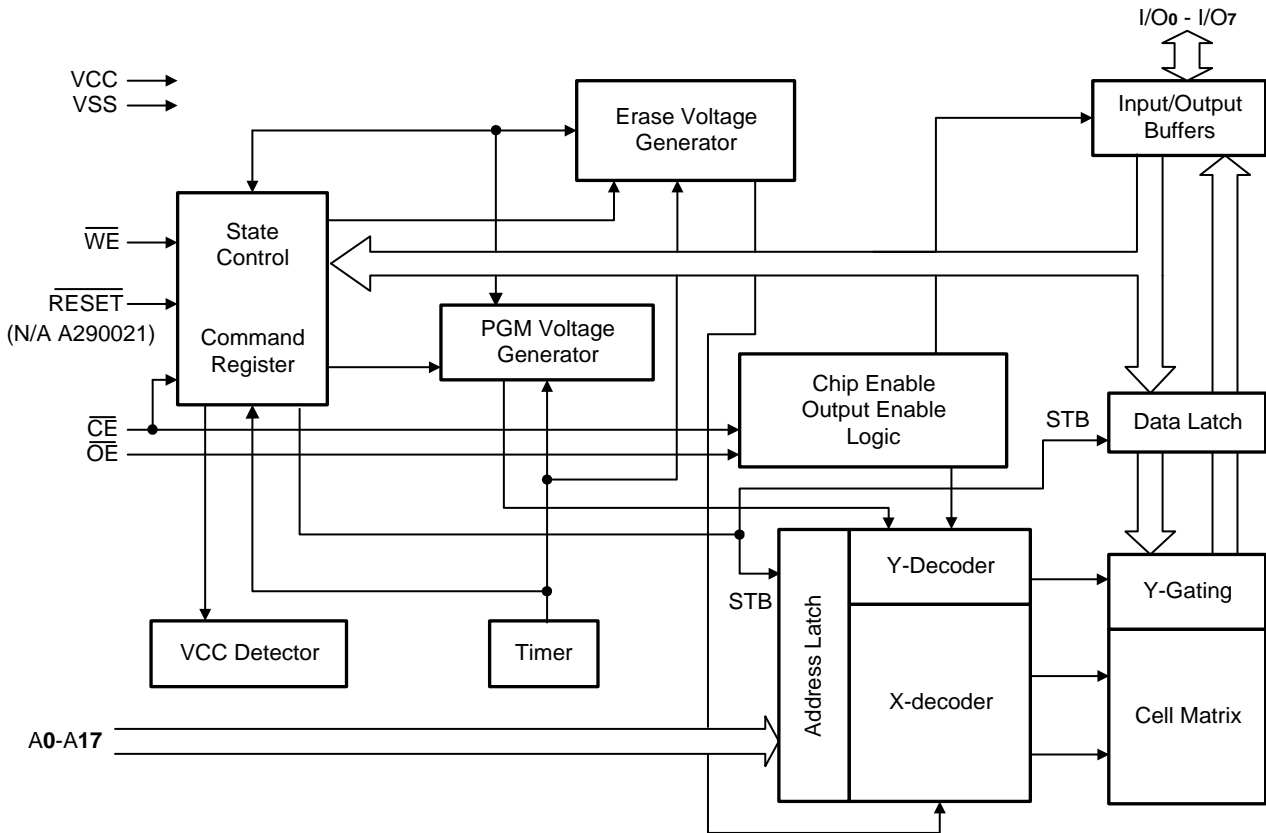 I/O0 - I/O7
VCC
VSS
Erase Voltage
Generator
Input/Output
Buffers
WE
State
Control
RESET
(N/A A290021)
Command
Register
PGM Voltage
Generator
Chip Enable
Output Enable
Logic
CE
OE
STB
Data Latch
Y-Decoder
Y-Gating
STB
VCC Detector
Timer
Address Latch
X-decoder
Cell Matrix
A0-A17